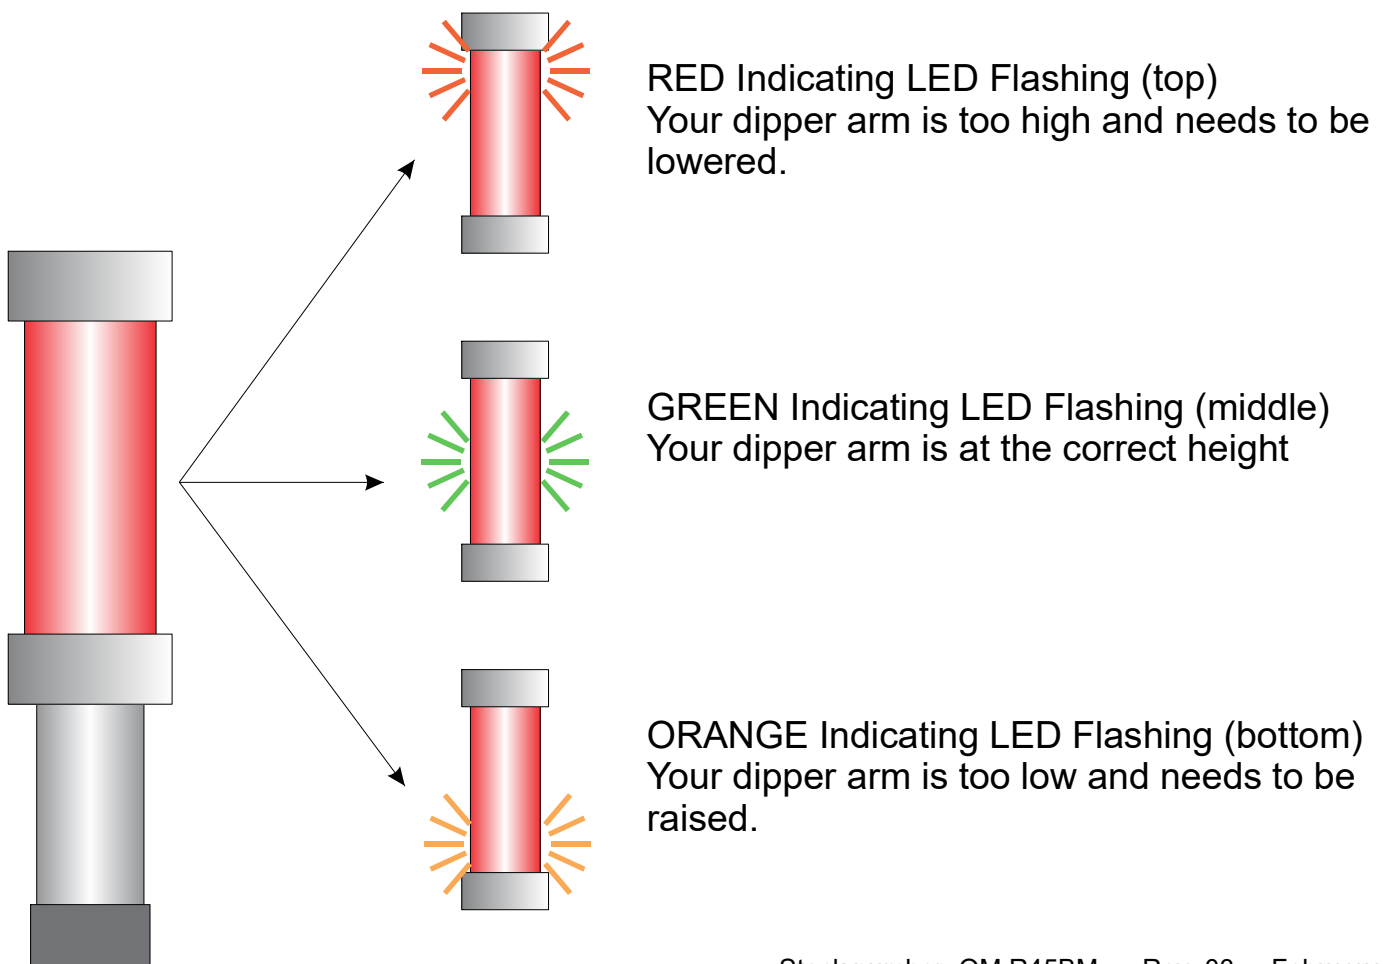 RED Indicating LED Flashing (top)
Your dipper arm is too high and needs to be
lowered.
GREEN Indicating LED Flashing (middle)
Your dipper arm is at the correct height
ORANGE Indicating LED Flashing (bottom)
Your dipper arm is too low and needs to be
raised.